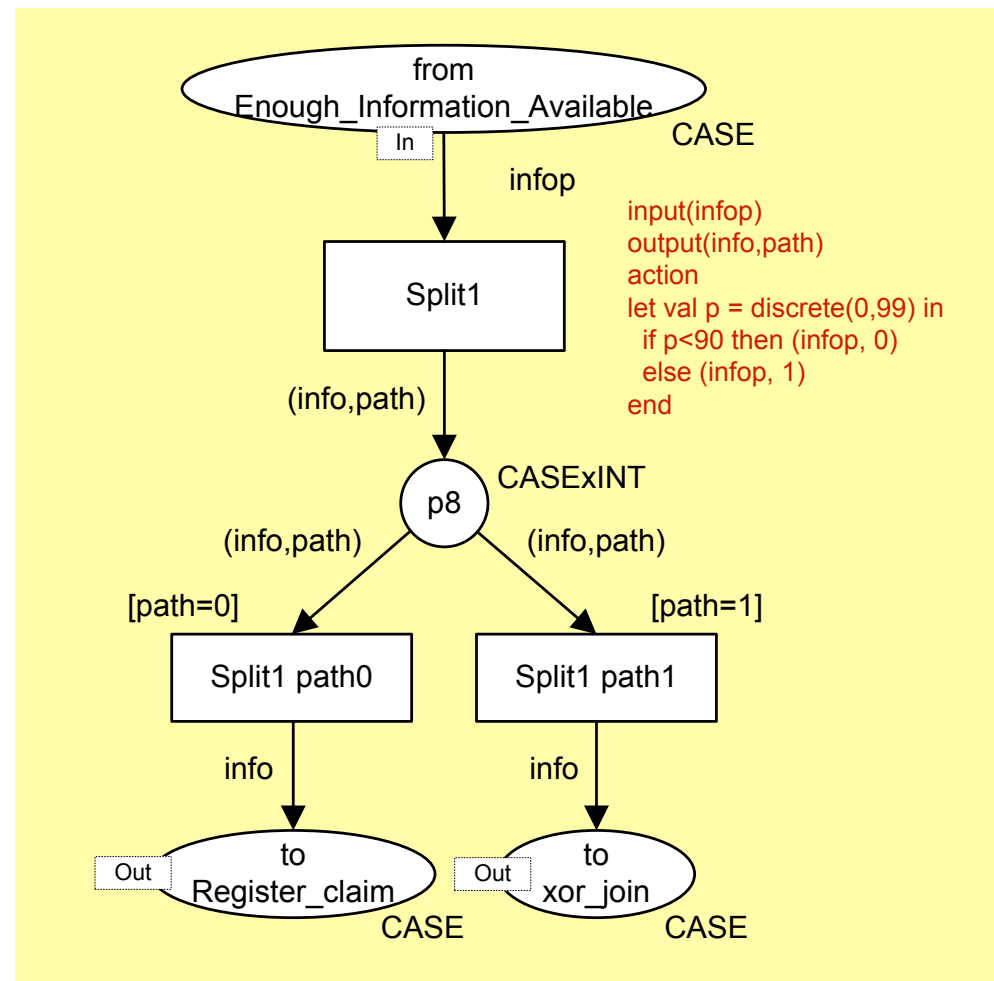 from
Enough_Information_Available
In
CASE
infop
input(infop)
output(info,path)
action
let val p = discrete(0,99) in
if p<90 then (infop, 0)
else (infop, 1)
end
Split1
(info,path)
CASExINT
p8
(info,path)
(info,path)
[path=0]
[path=1]
Split1 path0
Split1 path1
info
info
to
Register_claim
Out
CASE
to
xor_join
Out
CASE